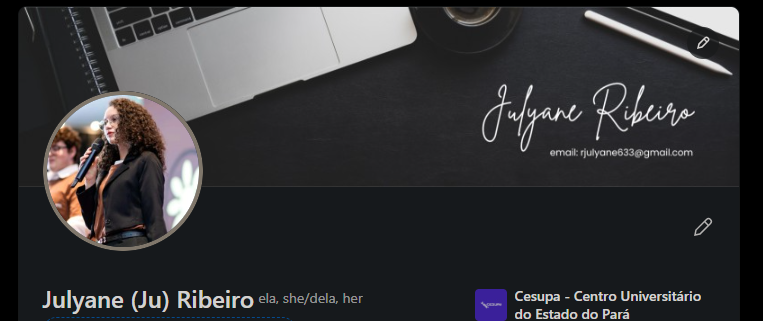 Julyane Ribeiro
email: rjulyane633@gmail.com
Julyane (Ju) Ribeiro ela, she/dela, her
Cesupa - Centro Universitário
do Estado do Pará